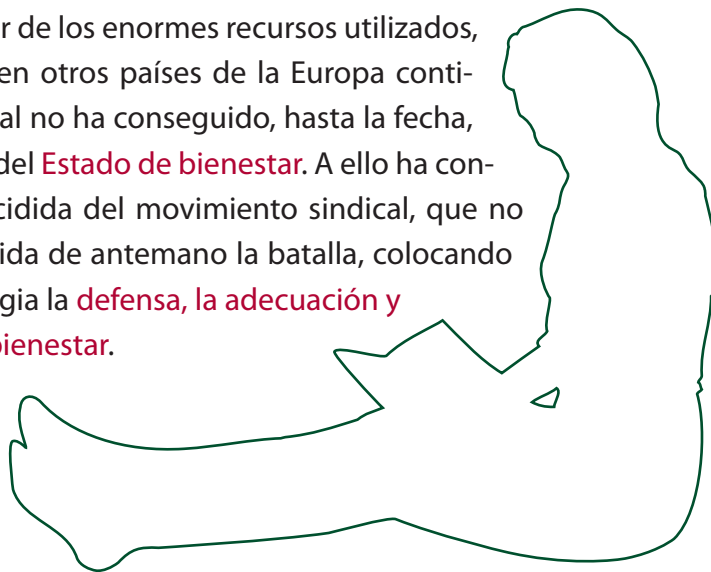 r de los enormes recursos utilizados,
en otros países de la Europa conti-
al no ha conseguido, hasta la fecha,
del Estado de bienestar. A ello ha con-
cidida del movimiento sindical, que no
ida de antemano la batalla, colocando
gia la defensa, la adecuación y
bienestar.